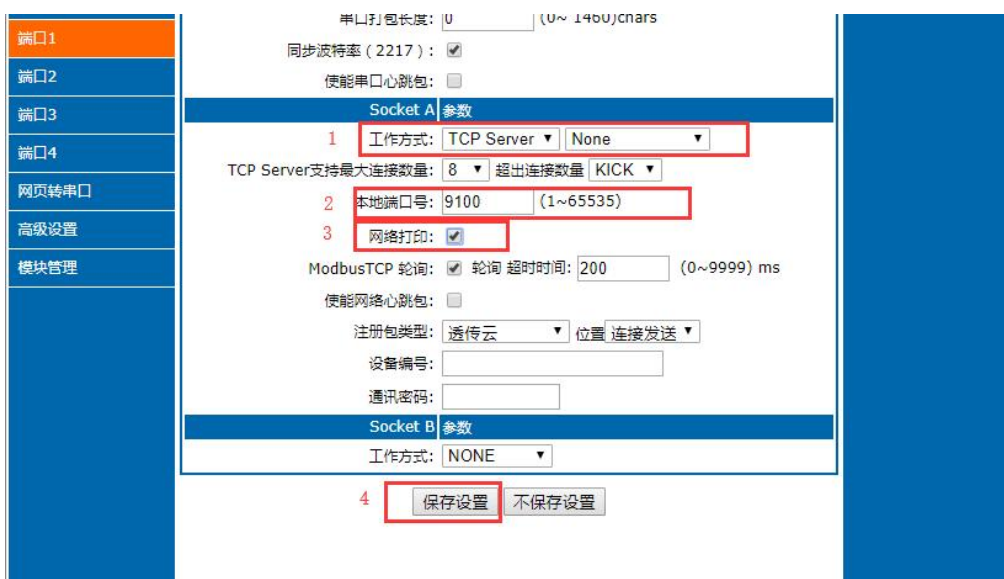 串口打包长度: 0 (0~ 1460)chars
端口1
同步波特率 ( 2217 ) :
端口2
使能串口心跳包:
Socket A 参数
端口3
1 工作方式: TCP Server None
端口4
TCP Server支持最大连接数量: 8 超出连接数量 KICK
网页转串口
2 本地端口号: 9100 (1~65535)
高级设置
3 网络打印:
模块管理
ModbusTCP 轮询: 轮询 超时时间: 200 (0~9999) ms
使能网络心跳包:
注册包类型: 透传云 位置 连接发送
设备编号:
通讯密码:
Socket B 参数
工作方式: NONE
4 保存设置 不保存设置